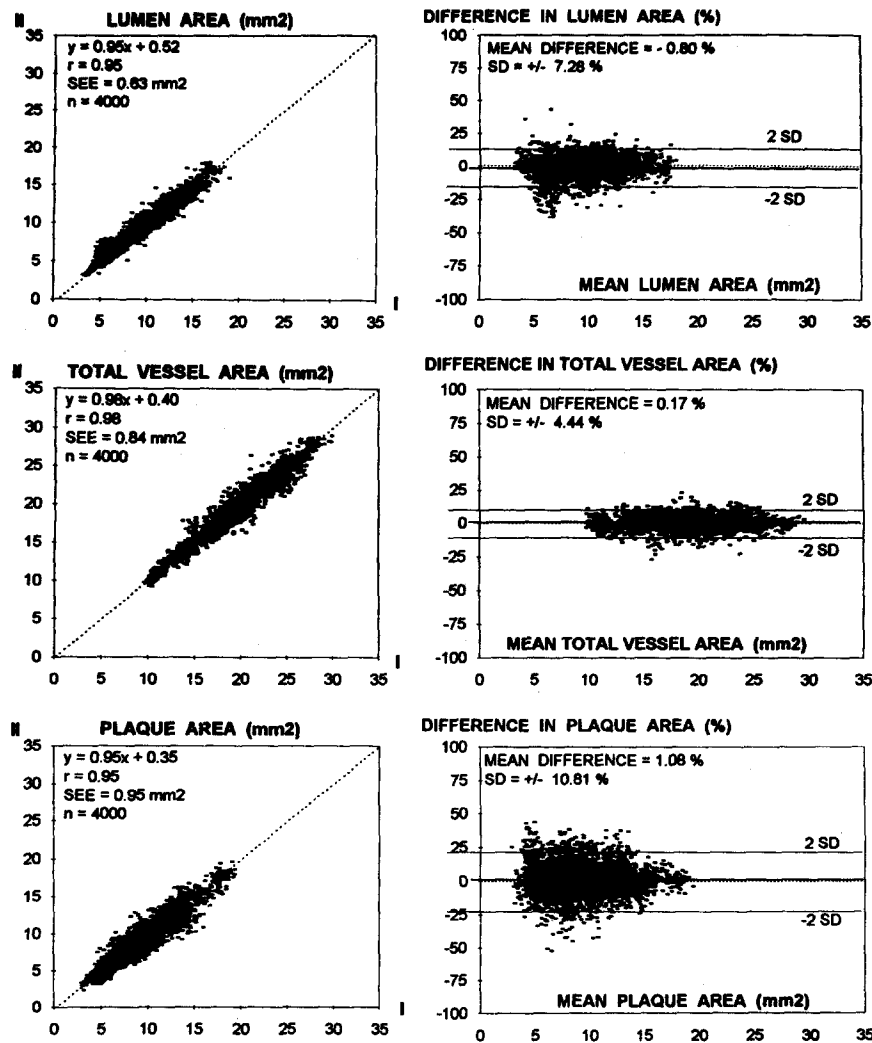 II
LUMEN AREA (mm2)
35
y = 0.95x + 0.52
r = 0.95
SEE = 0.63 mm2
n = 4000
30
25
20
15
10
5
0
0 5 10 15 20 25 30 35
I
DIFFERENCE IN LUMEN AREA (%)
100
MEAN DIFFERENCE = - 0.80 %
SD = +/- 7.28 %
75
50
25
2 SD
0
-2 SD
-25
-50
-75
MEAN LUMEN AREA (mm2)
-100
0 5 10 15 20 25 30 35
II
TOTAL VESSEL AREA (mm2)
35
y = 0.98x + 0.40
r = 0.98
SEE = 0.84 mm2
n = 4000
30
25
20
15
10
5
0
0 5 10 15 20 25 30 35
I
DIFFERENCE IN TOTAL VESSEL AREA (%)
100
MEAN DIFFERENCE = 0.17 %
SD = +/- 4.44 %
75
50
25
2 SD
0
-2 SD
-25
-50
-75
MEAN TOTAL VESSEL AREA (mm2)
-100
0 5 10 15 20 25 30 35
II
PLAQUE AREA (mm2)
35
y = 0.95x + 0.35
r = 0.95
SEE = 0.95 mm2
n = 4000
30
25
20
15
10
5
0
0 5 10 15 20 25 30 35
I
DIFFERENCE IN PLAQUE AREA (%)
100
MEAN DIFFERENCE = 1.08 %
SD = +/- 10.81 %
75
50
25
2 SD
0
-2 SD
-25
-50
-75
MEAN PLAQUE AREA (mm2)
-100
0 5 10 15 20 25 30 35